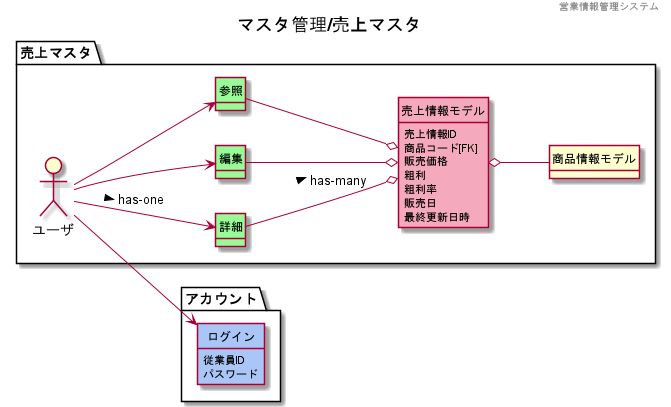 営業情報管理システム
マスタ管理/売上マスタ
売上マスタ
参照
編集
詳細
ユーザ
has-one
has-many
売上情報モデル
売上情報ID
商品コード[FK]
販売価格
粗利
粗利率
販売日
最終更新日時
商品情報モデル
アカウント
ログイン
従業員ID
パスワード